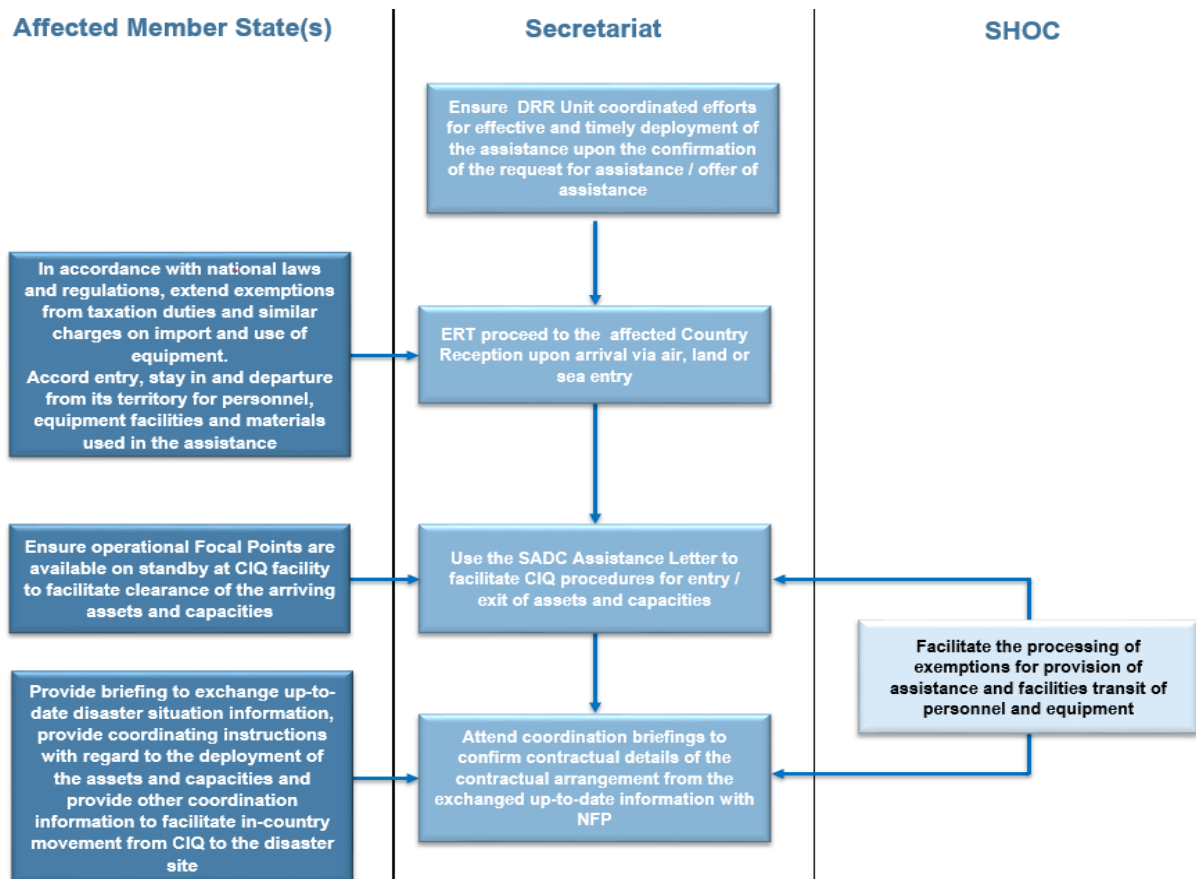 Affected Member State(s)
Secretariat
SHOC
Ensure DRR Unit coordinated efforts
for effective and timely deployment of
the assistance upon the confirmation
of the request for assistance / offer of
assistance
In accordance with national laws
and regulations, extend exemptions
from taxation duties and similar
charges on import and use of
equipment.
Accord entry, stay in and departure
from its territory for personnel,
equipment facilities and materials
used in the assistance
ERT proceed to the affected Country
Reception upon arrival via air, land or
sea entry
Ensure operational Focal Points are
available on standby at CIQ facility
to facilitate clearance of the arriving
assets and capacities
Use the SADC Assistance Letter to
facilitate CIQ procedures for entry /
exit of assets and capacities
Facilitate the processing of
exemptions for provision of
assistance and facilities transit of
personnel and equipment
Provide briefing to exchange up-to-
date disaster situation information,
provide coordinating instructions
with regard to the deployment of
the assets and capacities and
provide other coordination
information to facilitate in-country
movement from CIQ to the disaster
site
Attend coordination briefings to
confirm contractual details of the
contractual arrangement from the
exchanged up-to-date information with
NFP